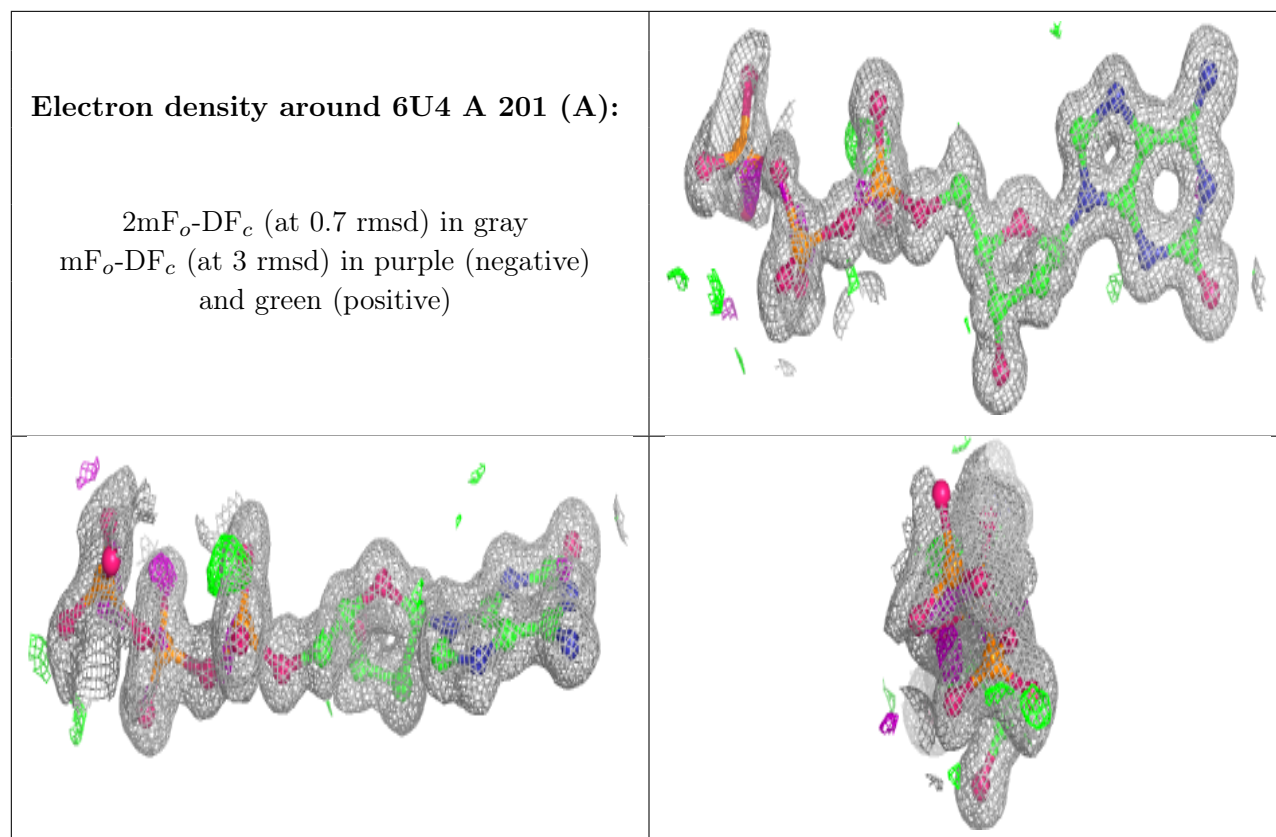 Electron density around 6U4 A 201 (A):
2mFₒ-DF𝒸 (at 0.7 rmsd) in gray
mFₒ-DF𝒸 (at 3 rmsd) in purple (negative)
and green (positive)